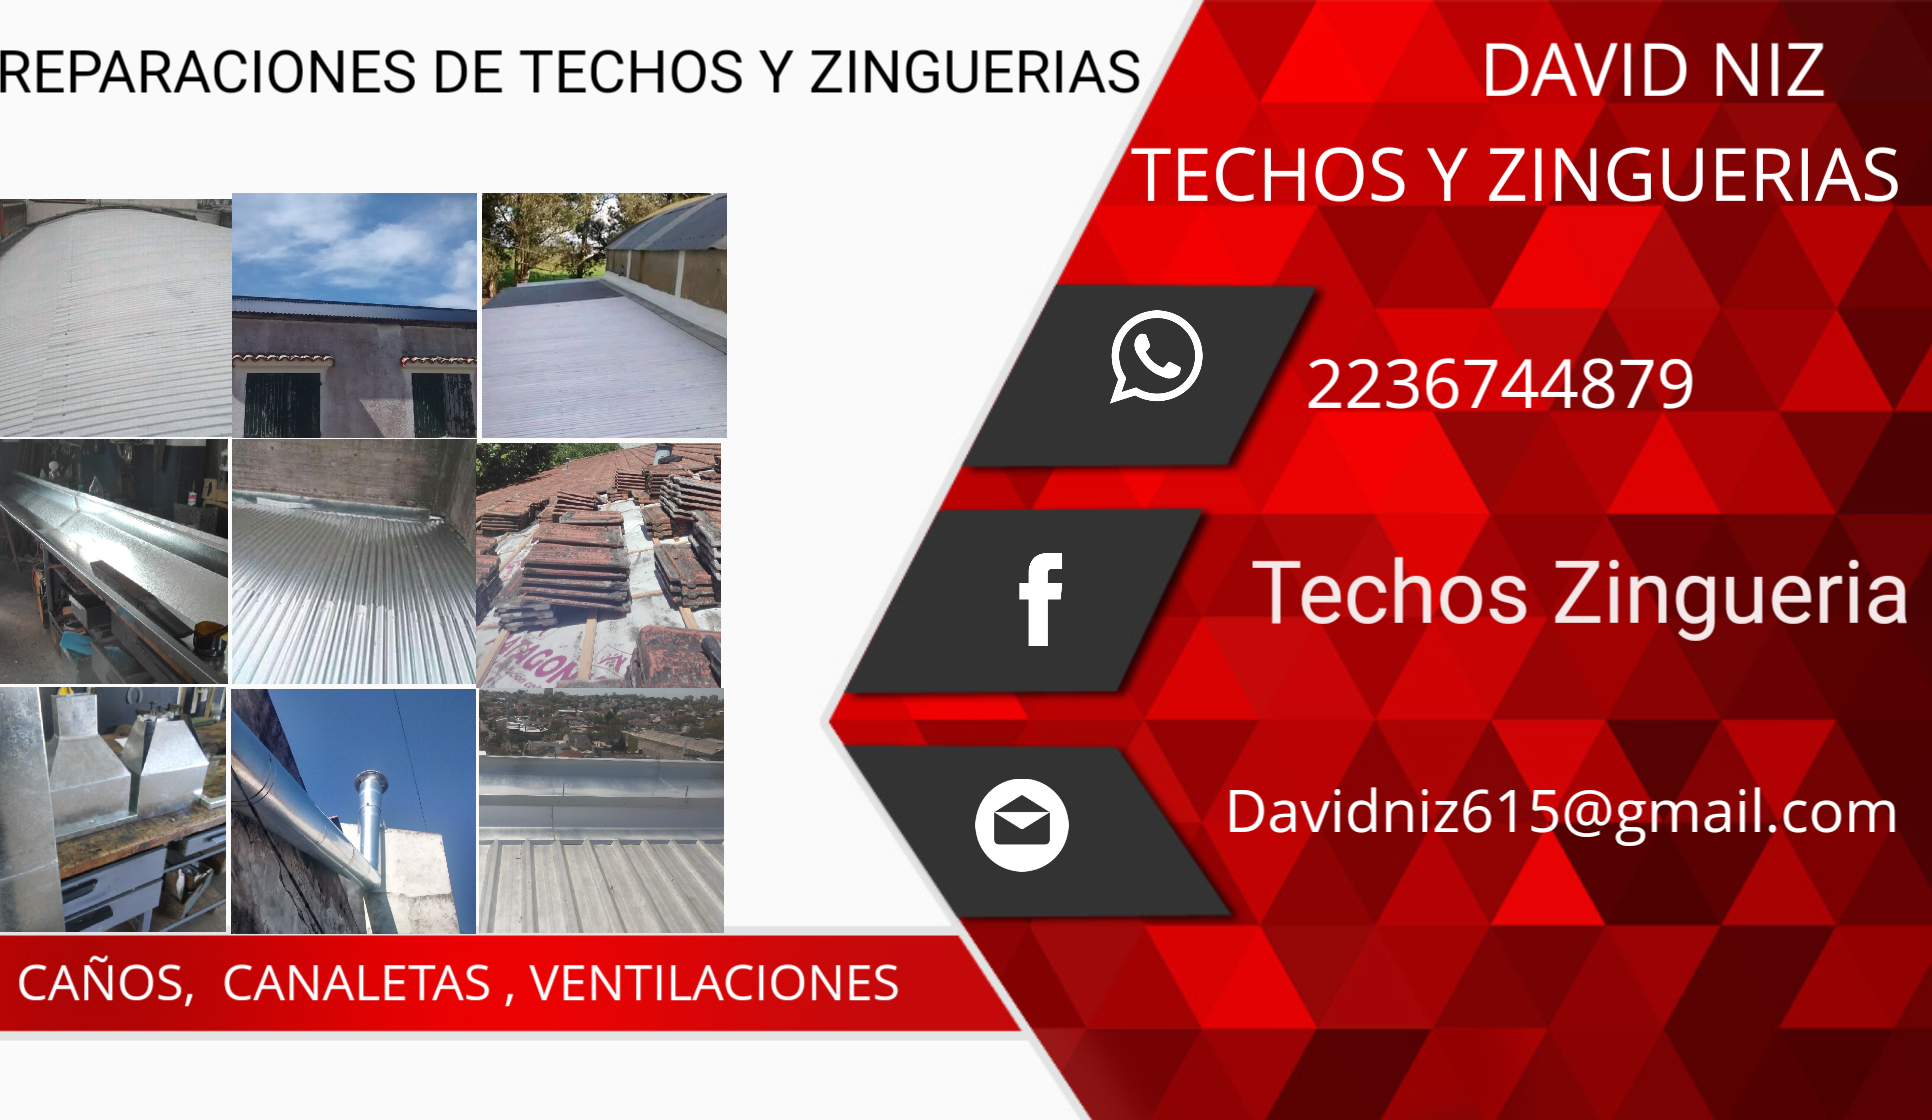 REPARACIONES DE TECHOS Y ZINGUERIAS
DAVID NIZ
TECHOS Y ZINGUERIAS
2236744879
Techos Zingueria
Davidniz615@gmail.com
CAÑOS, CANALETAS , VENTILACIONES